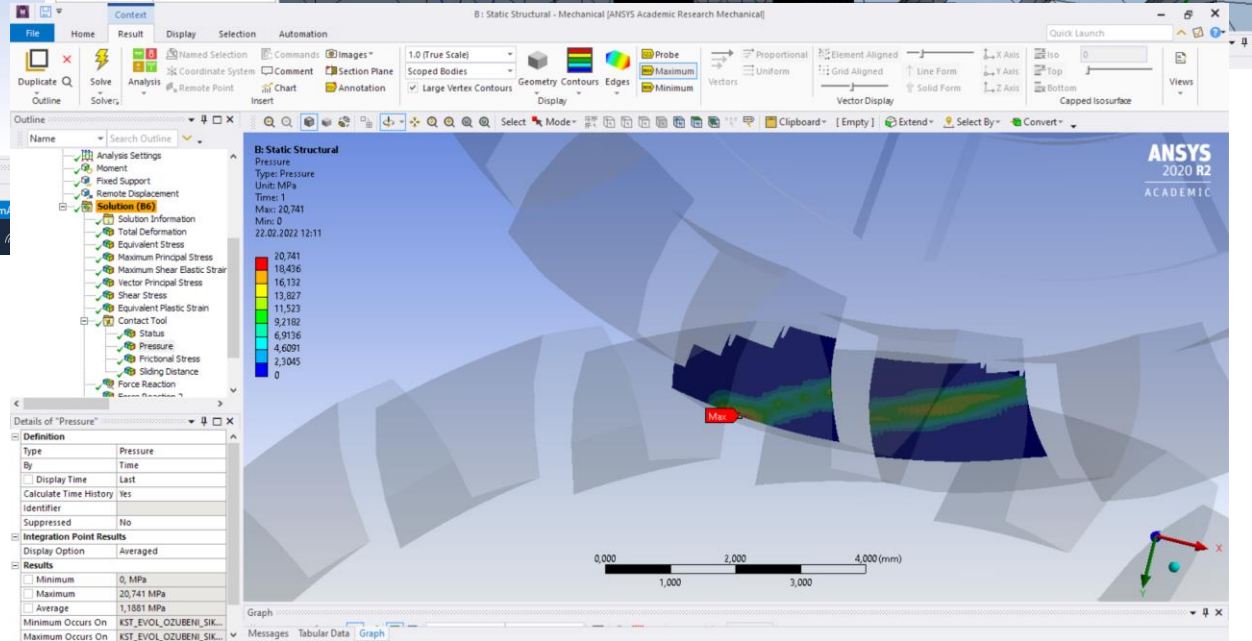 Context
B : Static Structural - Mechanical [ANSYS Academic Research Mechanical]
File Home Result Display Selection Automation
Quick Launch
Duplicate
Outline
Solve
Solver
Analysis
Named Selection
Coordinate System
Remote Point
Commands
Comment
Chart
Images
Section Plane
Annotation
Insert
1.0 (True Scale)
Scoped Bodies
Large Vertex Contours
Geometry Contours Edges
Display
Probe
Maximum
Minimum
Vectors
Proportional
Uniform
Element Aligned
Grid Aligned
Line Form
Solid Form
X Axis
Y Axis
Z Axis
Vector Display
Iso 0
Top
Bottom
Capped Isosurface
Views
Outline
Name
Search Outline
Select Mode
Clipboard [ Empty ] Extend Select By Convert
Analysis Settings
Moment
Fixed Support
Remote Displacement
Solution (B6)
Solution Information
Total Deformation
Equivalent Stress
Maximum Principal Stress
Maximum Shear Elastic Strair
Vector Principal Stress
Shear Stress
Equivalent Plastic Strain
Contact Tool
Status
Pressure
Frictional Stress
Sliding Distance
Force Reaction
Force Reaction 2
B: Static Structural
Pressure
Type: Pressure
Unit: MPa
Time: 1
Max: 20,741
Min: 0
22.02.2022 12:11
20,741
18,436
16,132
13,827
11,523
9,2182
6,9136
4,6091
2,3045
0
ANSYS
2020 R2
ACADEMIC
Max
0,000 2,000 4,000 (mm)
1,000 3,000
X
Y
Details of "Pressure"
Definition
Type Pressure
By Time
Display Time Last
Calculate Time History Yes
Identifier
Suppressed No
Integration Point Results
Display Option Averaged
Results
Minimum 0, MPa
Maximum 20,741 MPa
Average 1,1881 MPa
Minimum Occurs On KST_EVOL_OZUBENI_SIK...
Maximum Occurs On KST_EVOL_OZUBENI_SIK...
Graph
Messages Tabular Data Graph